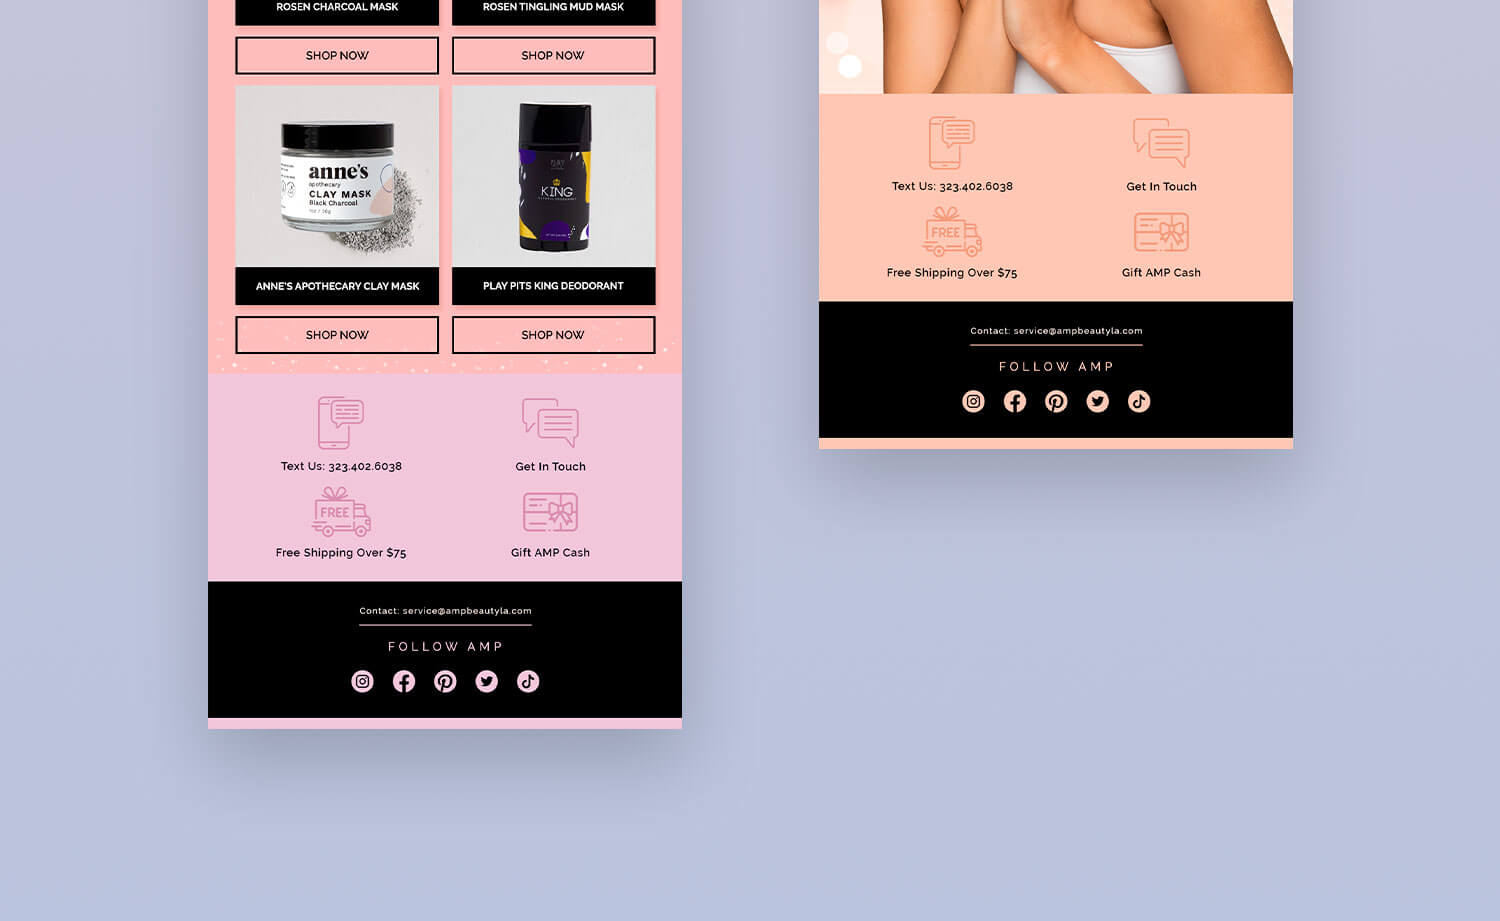 ROSEN CHARCOAL MASK
ROSEN TINGLING MUD MASK
SHOP NOW
SHOP NOW
anne's
apothecary
CLAY MASK
Black Charcoal
KING
ANNE'S APOTHECARY CLAY MASK
PLAY PITS KING DEODORANT
SHOP NOW
SHOP NOW
Text Us: 323.402.6038
Get In Touch
FREE
Free Shipping Over $75
Gift AMP Cash
Contact: service@ampbeautyla.com
FOLLOW AMP
Text Us: 323.402.6038
Get In Touch
FREE
Free Shipping Over $75
Gift AMP Cash
Contact: service@ampbeautyla.com
FOLLOW AMP